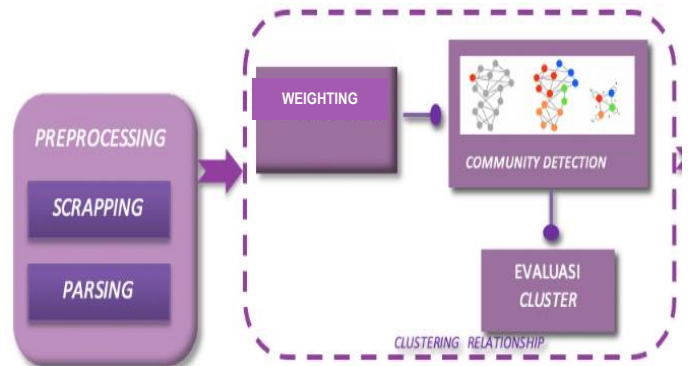 PREPROCESSING
SCRAPPING
PARSING
WEIGHTING
COMMUNITY DETECTION
EVALUASI
CLUSTER
CLUSTERING RELATIONSHIP